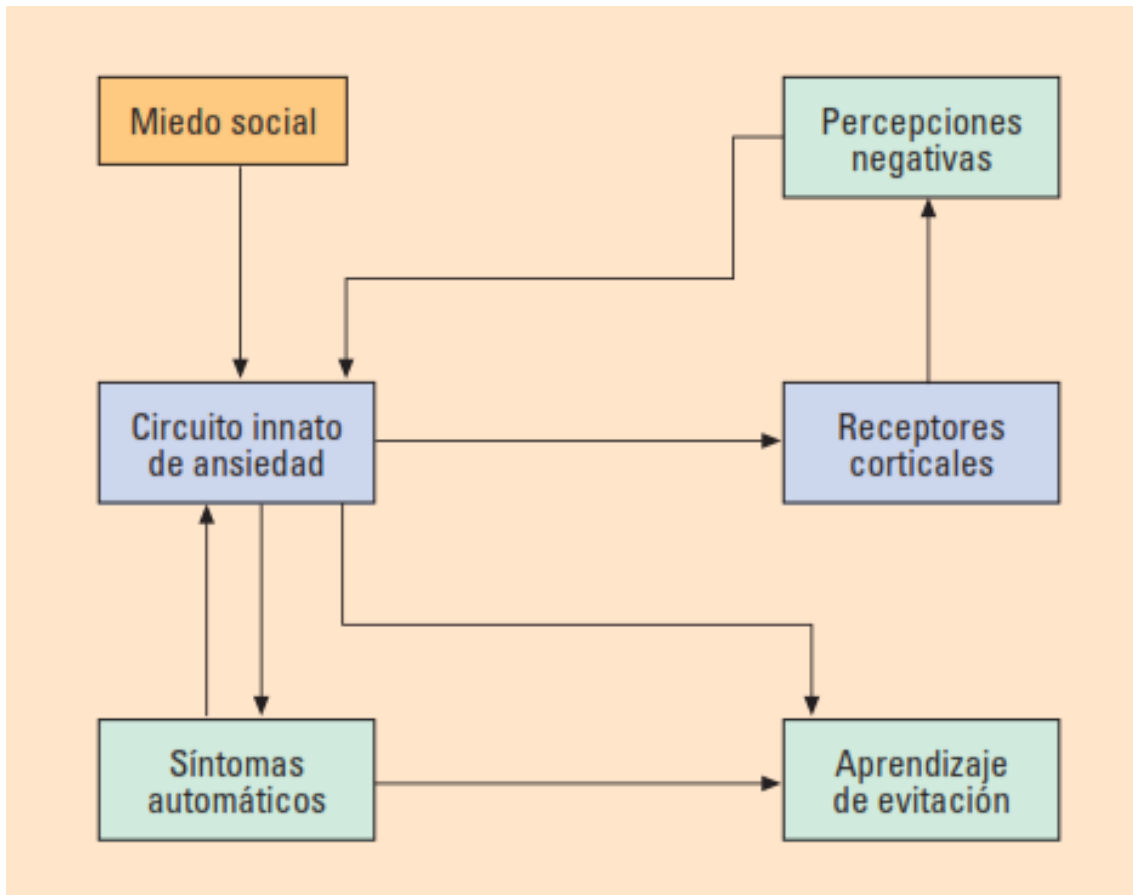 Miedo social
Percepciones
negativas
Circuito innato
de ansiedad
Receptores
corticales
Síntomas
automáticos
Aprendizaje
de evitación